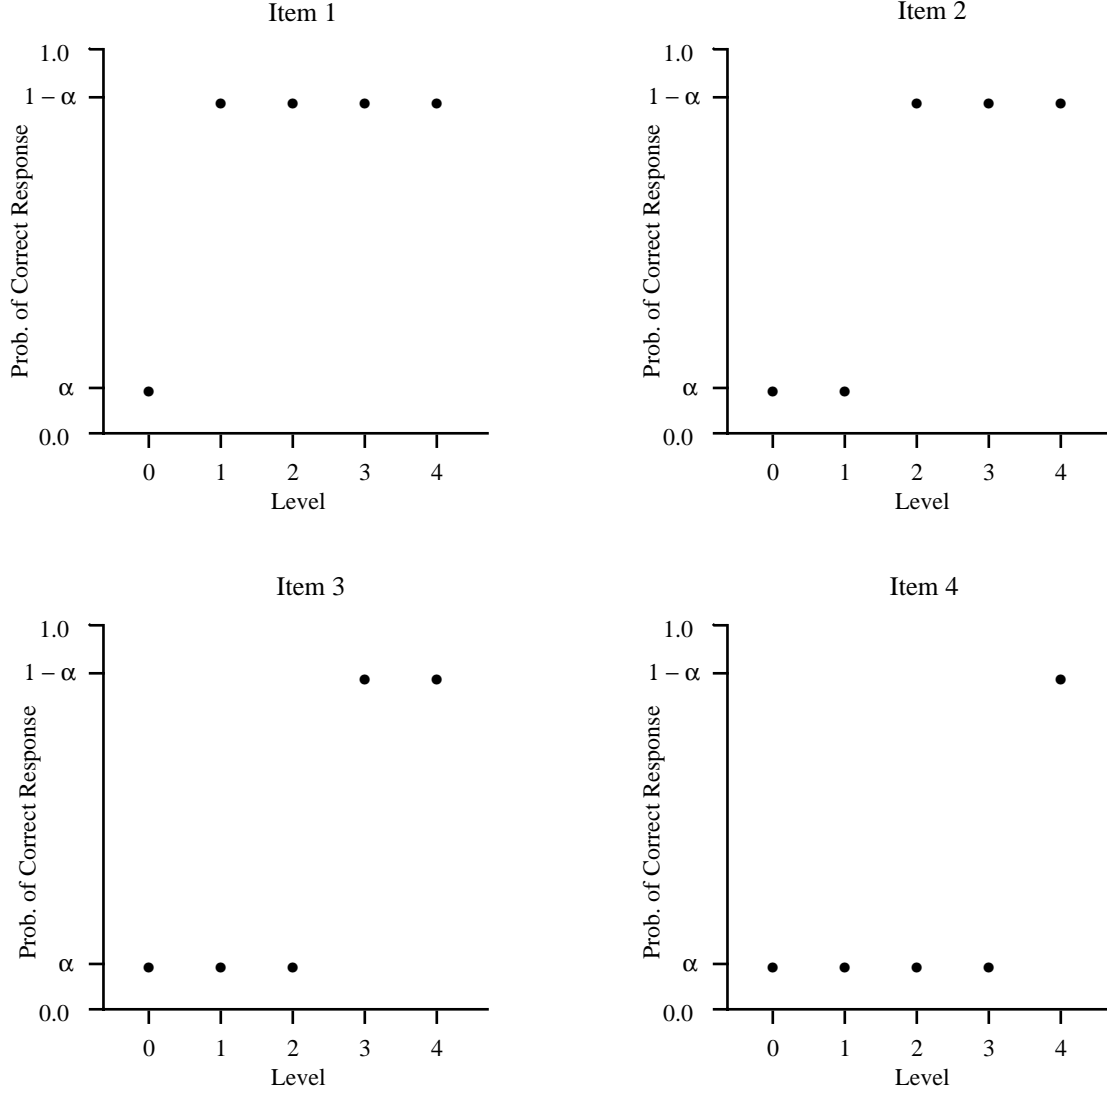 Item 1
1.0
1 – α
Prob. of Correct Response
α
0.0
0 1 2 3 4
Level
Item 2
1.0
1 – α
Prob. of Correct Response
α
0.0
0 1 2 3 4
Level
Item 3
1.0
1 – α
Prob. of Correct Response
α
0.0
0 1 2 3 4
Level
Item 4
1.0
1 – α
Prob. of Correct Response
α
0.0
0 1 2 3 4
Level